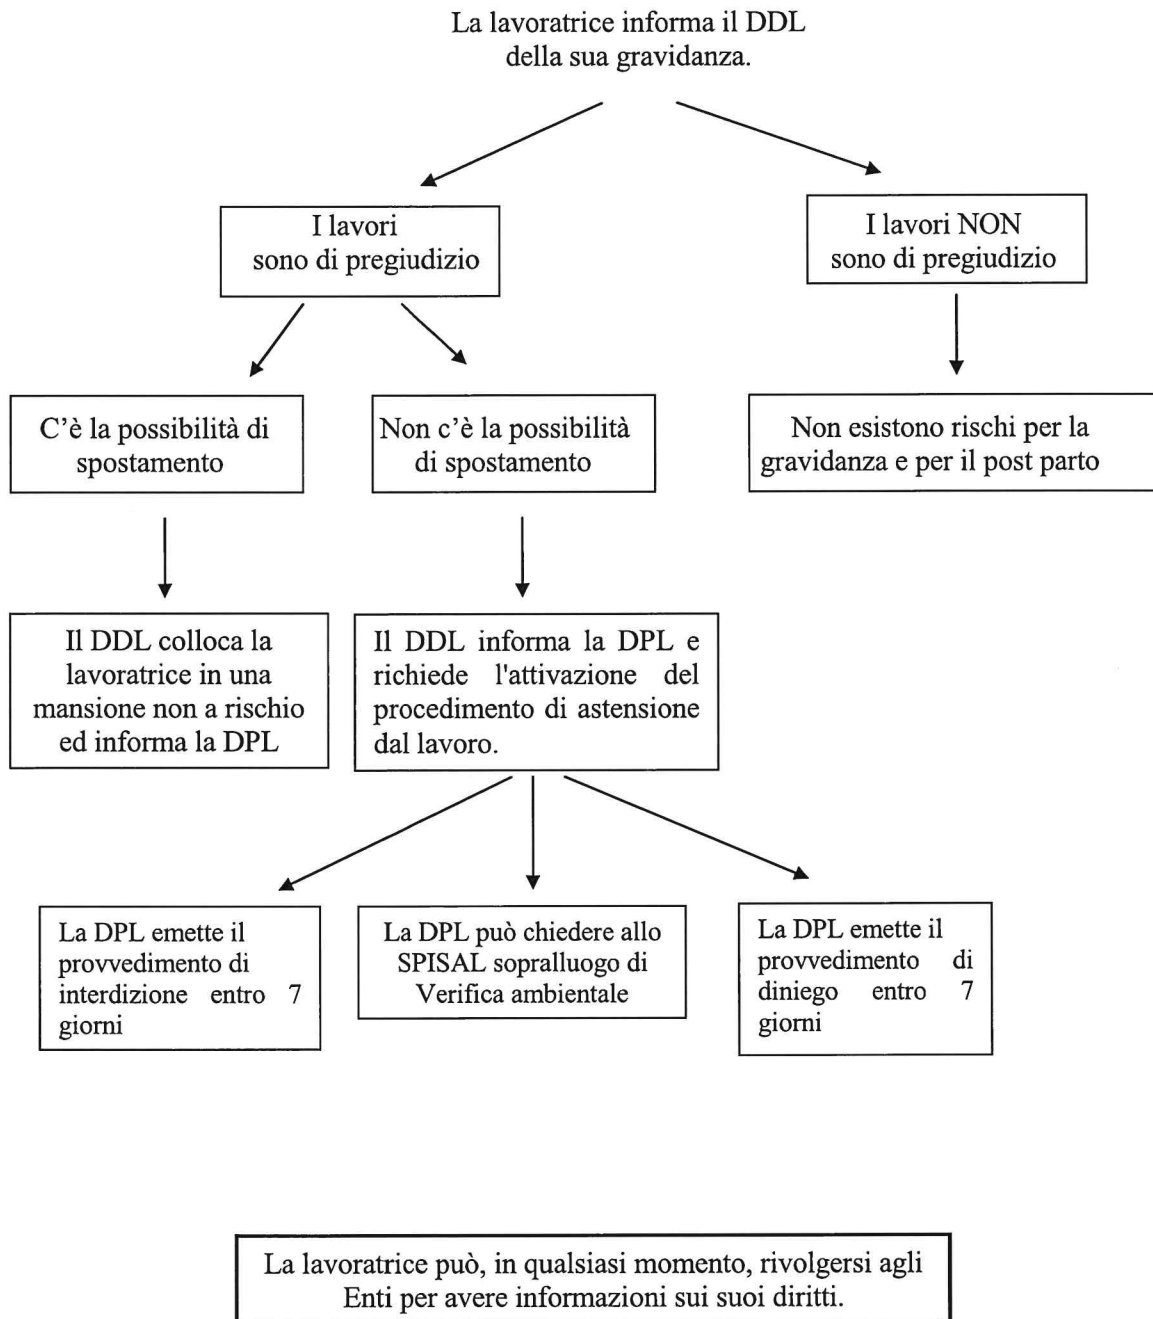 La lavoratrice informa il DDL
della sua gravidanza.
I lavori
sono di pregiudizio
I lavori NON
sono di pregiudizio
C'è la possibilità di
spostamento
Non c'è la possibilità
di spostamento
Non esistono rischi per la
gravidanza e per il post parto
Il DDL colloca la
lavoratrice in una
mansione non a rischio
ed informa la DPL
Il DDL informa la DPL e
richiede l'attivazione del
procedimento di astensione
dal lavoro.
La DPL emette il
provvedimento di
interdizione entro 7
giorni
La DPL può chiedere allo
SPISAL sopralluogo di
Verifica ambientale
La DPL emette il
provvedimento di
diniego entro 7
giorni
La lavoratrice può, in qualsiasi momento, rivolgersi agli
Enti per avere informazioni sui suoi diritti.